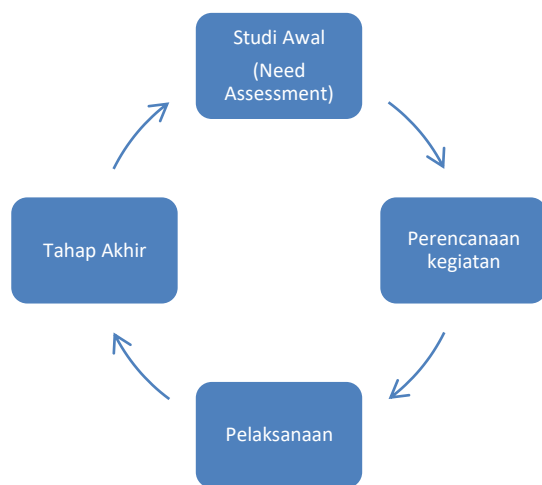 Studi Awal
(Need
Assessment)
Perencanaan
kegiatan
Pelaksanaan
Tahap Akhir